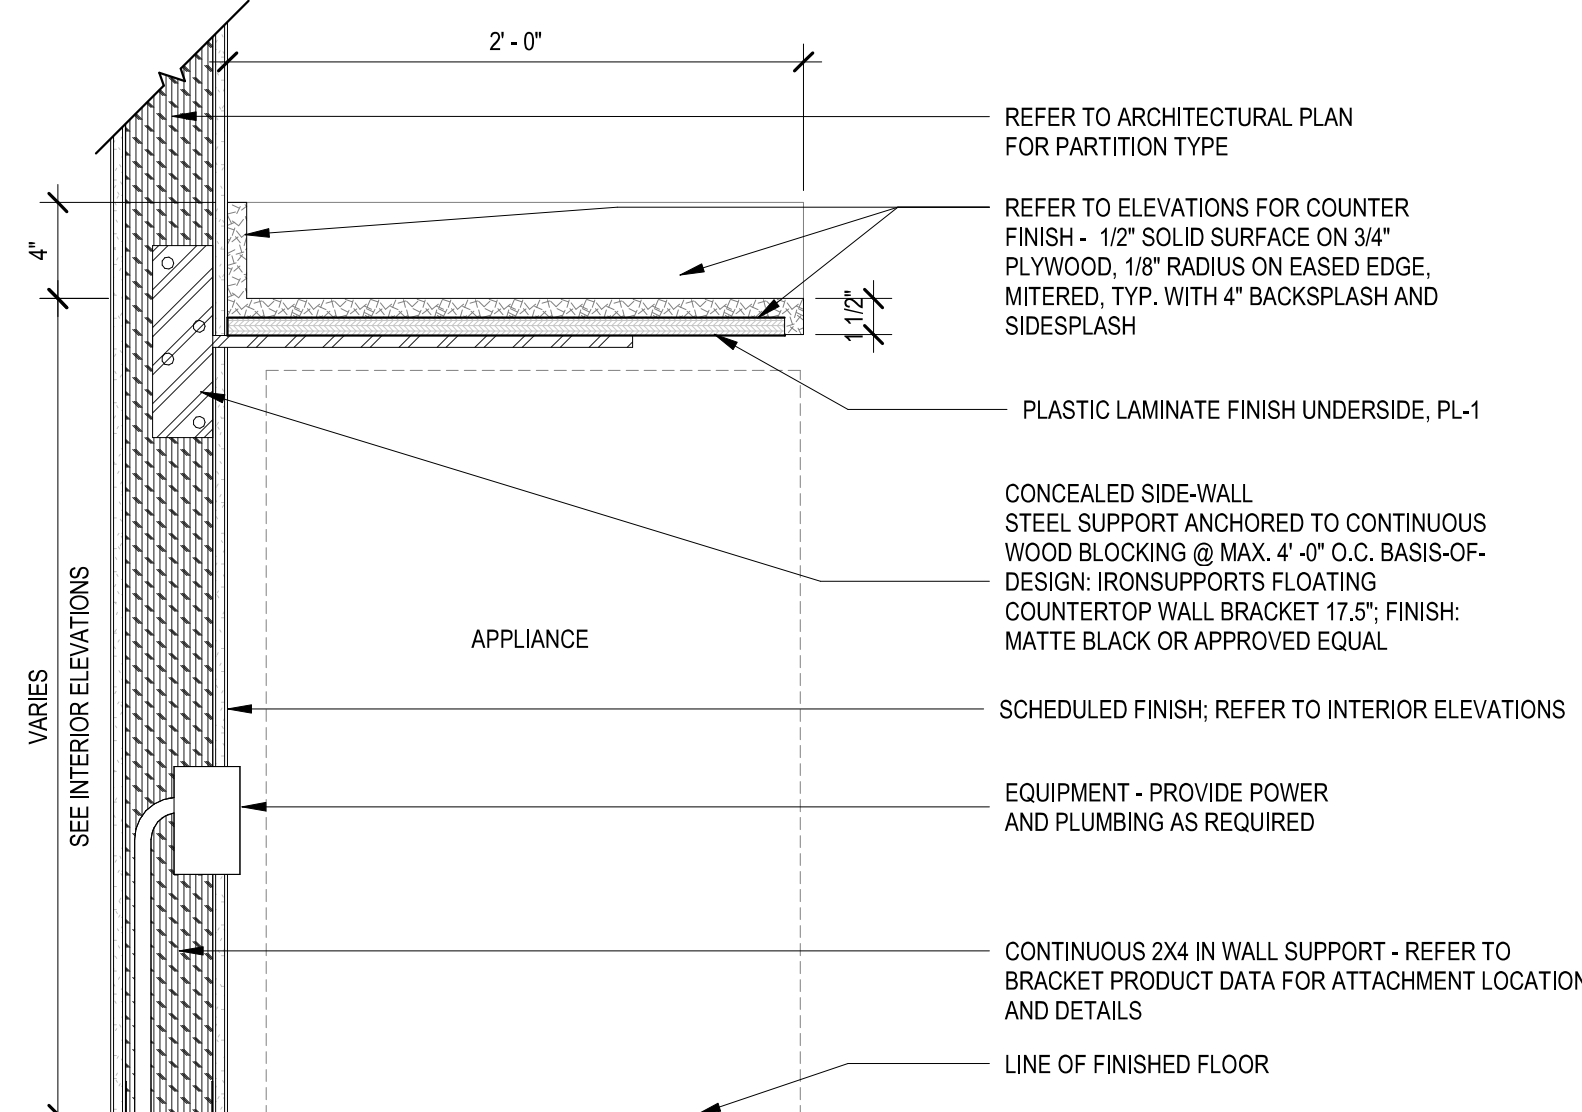 2' - 0"
REFER TO ARCHITECTURAL PLAN
FOR PARTITION TYPE
4"
REFER TO ELEVATIONS FOR COUNTER
FINISH - 1/2" SOLID SURFACE ON 3/4"
PLYWOOD, 1/8" RADIUS ON EASED EDGE,
MITERED, TYP. WITH 4" BACKSPLASH AND
SIDESPLASH
1 1/2"
PLASTIC LAMINATE FINISH UNDERSIDE, PL-1
CONCEALED SIDE-WALL
STEEL SUPPORT ANCHORED TO CONTINUOUS
WOOD BLOCKING @ MAX. 4' -0" O.C. BASIS-OF-
DESIGN: IRONSUPPORTS FLOATING
COUNTERTOP WALL BRACKET 17.5"; FINISH:
MATTE BLACK OR APPROVED EQUAL
APPLIANCE
VARIES
SEE INTERIOR ELEVATIONS
SCHEDULED FINISH; REFER TO INTERIOR ELEVATIONS
EQUIPMENT - PROVIDE POWER
AND PLUMBING AS REQUIRED
CONTINUOUS 2X4 IN WALL SUPPORT - REFER TO
BRACKET PRODUCT DATA FOR ATTACHMENT LOCATION
AND DETAILS
LINE OF FINISHED FLOOR